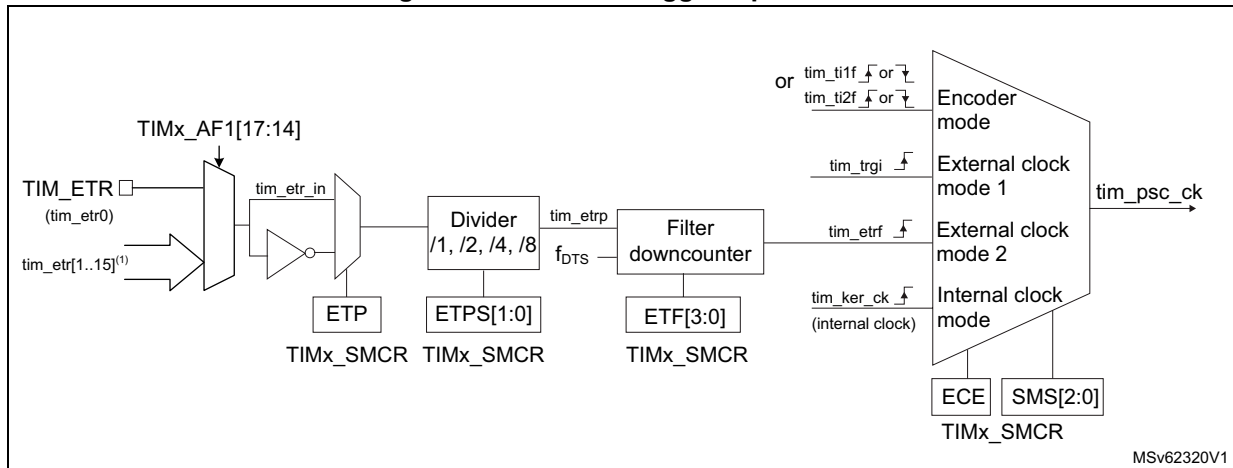 or tim_ti1f or
tim_ti2f or
Encoder
mode
TIMx_AF1[17:14]
TIM_ETR
(tim_etr0)
tim_etr[1..15](1)
tim_etr_in
Divider
/1, /2, /4, /8
tim_etrp
fDTS
Filter
downcounter
tim_trgi
External clock
mode 1
tim_etrf
External clock
mode 2
tim_ker_ck
(internal clock)
Internal clock
mode
tim_psc_ck
ETP
TIMx_SMCR
ETPS[1:0]
TIMx_SMCR
ETF[3:0]
TIMx_SMCR
ECE
SMS[2:0]
TIMx_SMCR
MSv62320V1